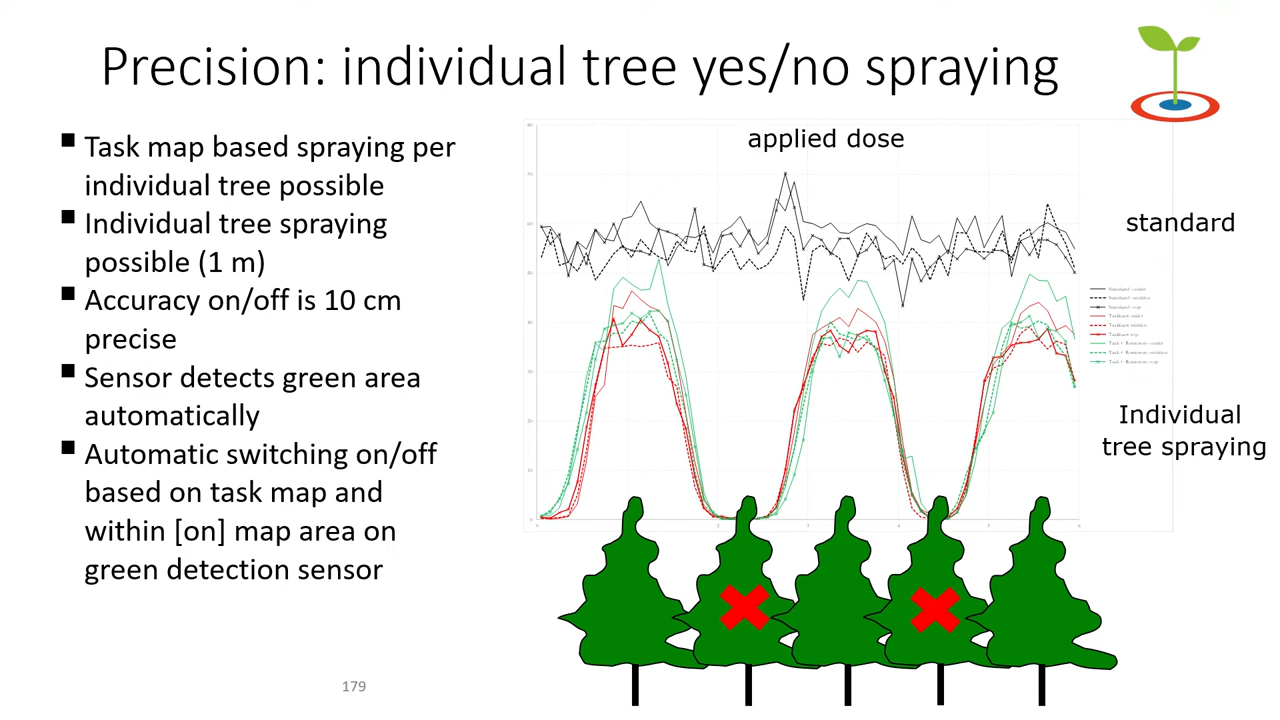 Precision: individual tree yes/no spraying
Task map based spraying per
individual tree possible
Individual tree spraying
possible (1 m)
Accuracy on/off is 10 cm
precise
Sensor detects green area
automatically
Automatic switching on/off
based on task map and
within [on] map area on
green detection sensor
applied dose
standard
Individual
tree spraying
179